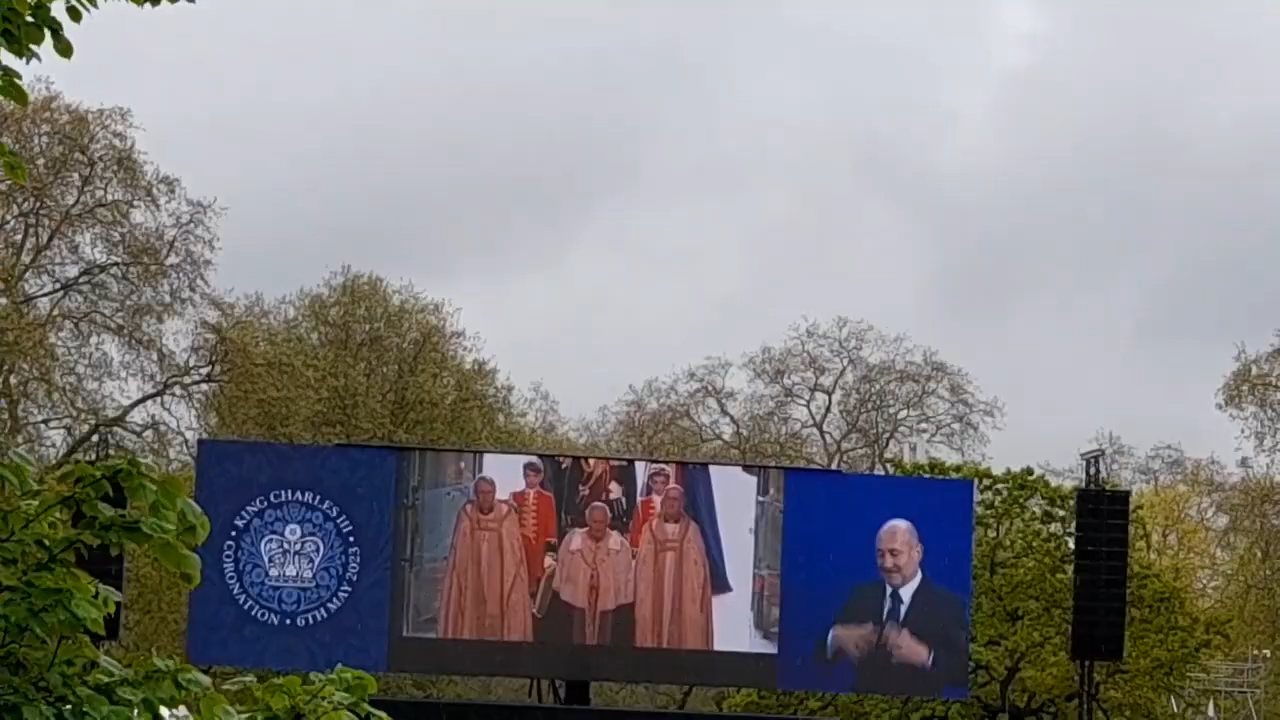 • KING CHARLES III •
CORONATION • 6TH MAY 2023